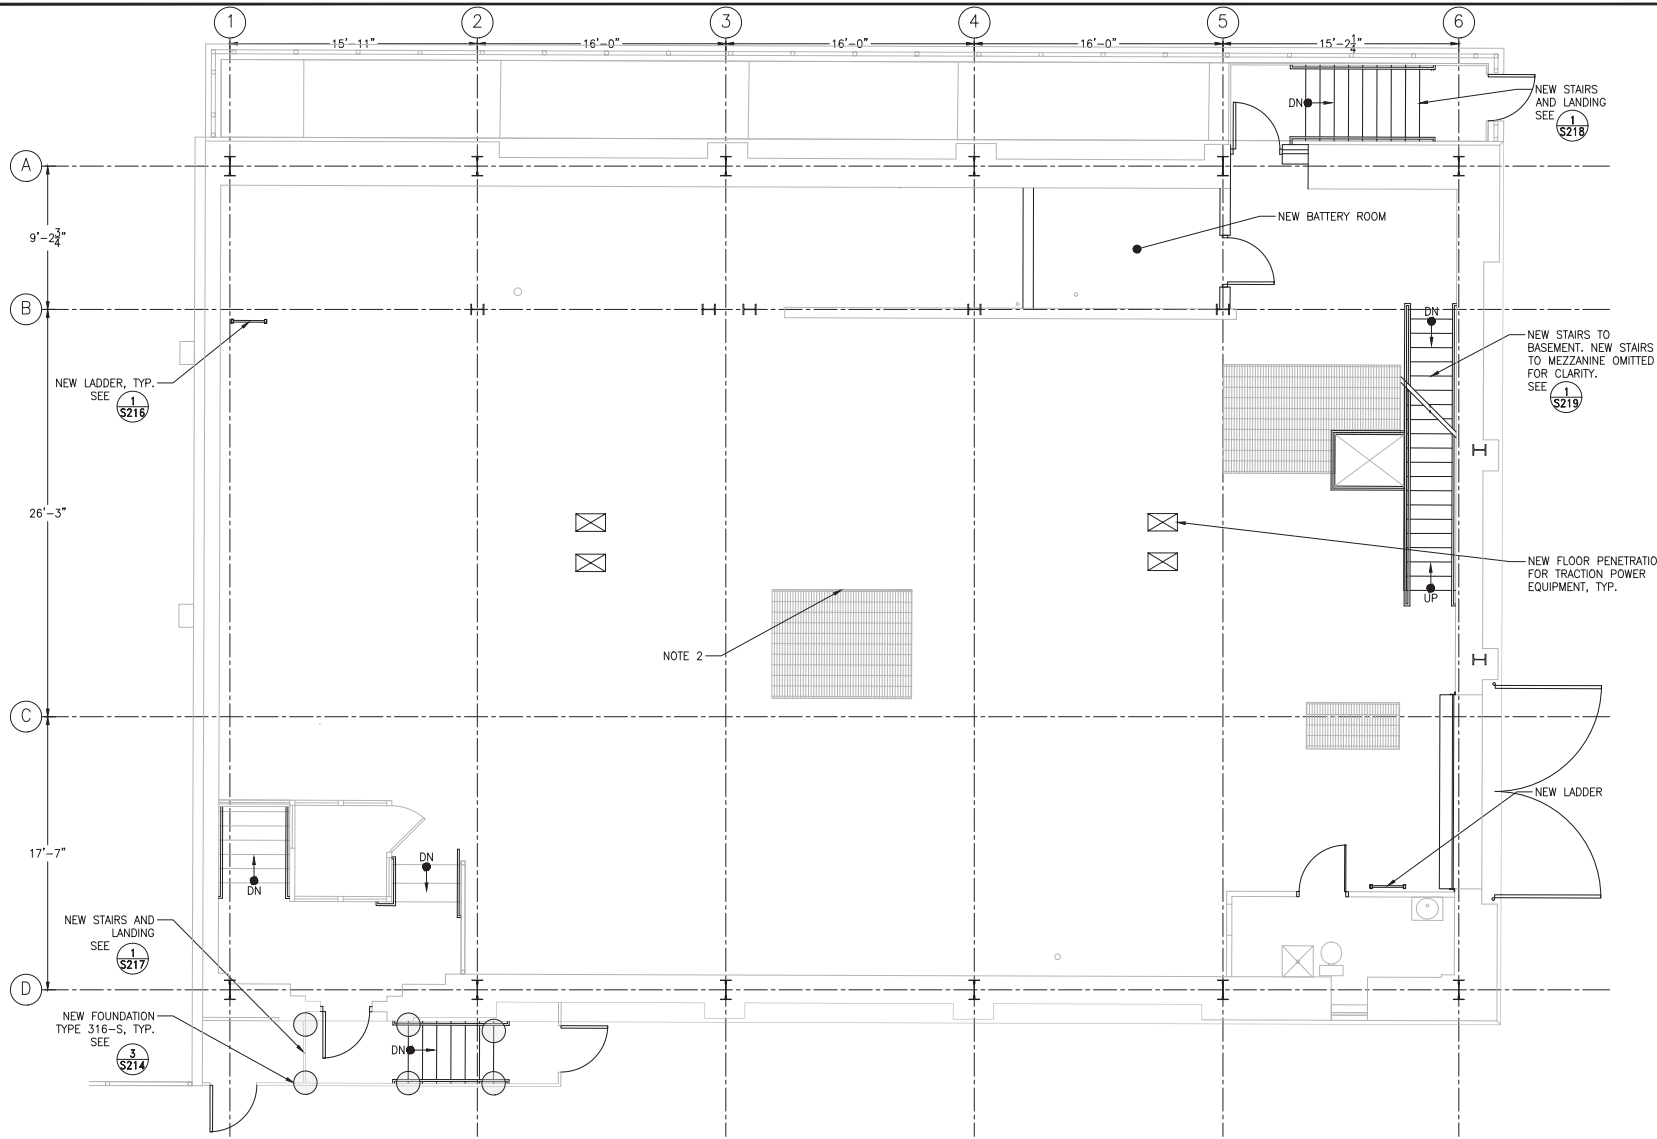 1
2
3
4
5
6
15'-11"
16'-0"
16'-0"
16'-0"
15'-2 1/4"
DN
NEW STAIRS
AND LANDING
SEE
1
S218
A
9'-2 3/4"
NEW BATTERY ROOM
B
DN
NEW STAIRS TO
BASEMENT. NEW STAIRS
TO MEZZANINE OMITTED
FOR CLARITY.
SEE
1
S219
NEW LADDER, TYP.
SEE
1
S216
26'-3"
NEW FLOOR PENETRATIO
FOR TRACTION POWER
EQUIPMENT, TYP.
UP
NOTE 2
C
NEW LADDER
17'-7"
DN
DN
NEW STAIRS AND
LANDING
SEE
1
S217
D
NEW FOUNDATION
TYPE 316-S, TYP.
SEE
3
S214
DN